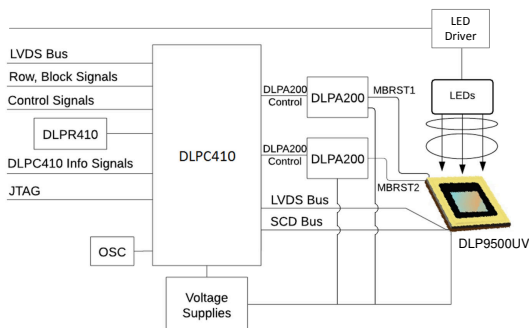 LED
Driver
LVDS Bus
Row, Block Signals
Control Signals
DLPR410
DLPC410 Info Signals
JTAG
OSC
DLPC410
Voltage
Supplies
DLPA200
Control
DLPA200
MBRST1
DLPA200
Control
DLPA200
MBRST2
LVDS Bus
SCD Bus
LEDs
DLP9500UV